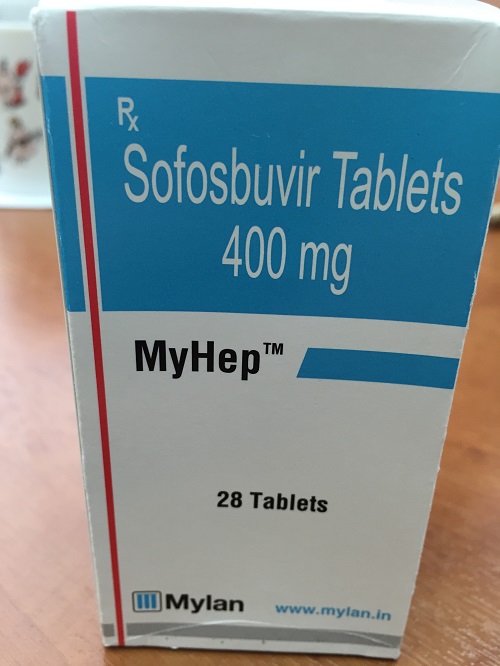 Rx
Sofosbuvir Tablets
400 mg
MyHep™
28 Tablets
Mylan www.mylan.in